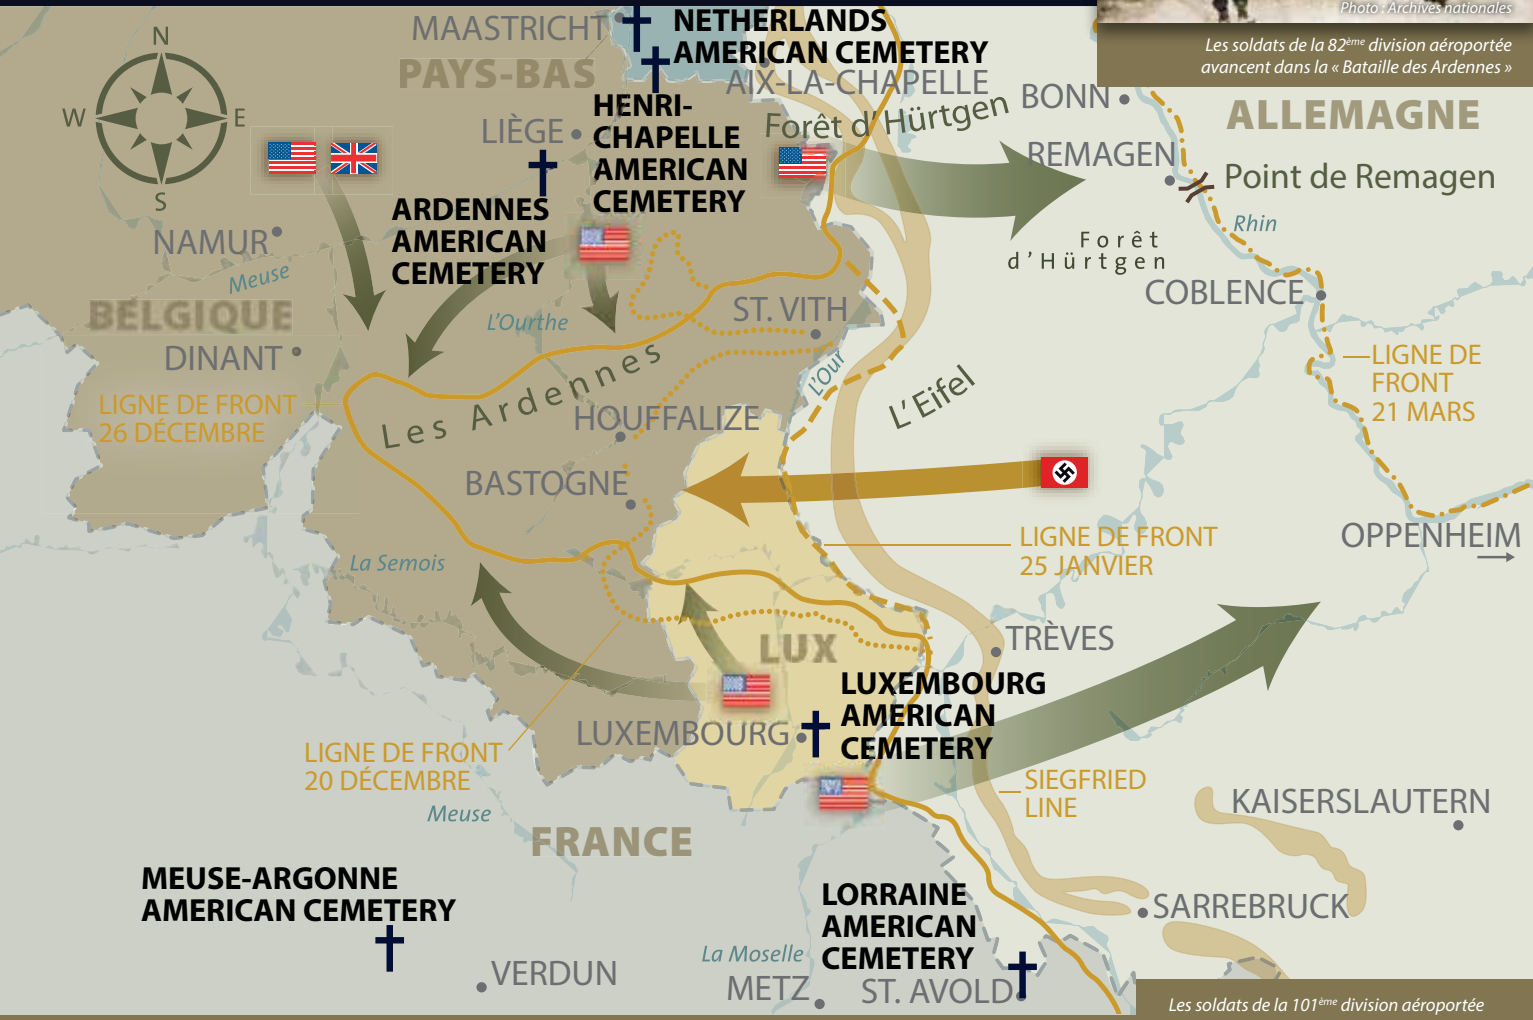 Photo : Archives nationales
Les soldats de la 82ème division aéroportée
avancent dans la « Bataille des Ardennes »
N
W
E
S
MAASTRICHT
NETHERLANDS
AMERICAN CEMETERY
PAYS-BAS
AIX-LA-CHAPELLE
HENRI-
CHAPELLE
AMERICAN
CEMETERY
LIÈGE
Forêt d'Hürtgen
BONN
ALLEMAGNE
REMAGEN
Point de Remagen
Rhin
Forêt
d'Hürtgen
COBLENCE
ARDENNES
AMERICAN
CEMETERY
NAMUR
Meuse
BELGIQUE
L'Ourthe
ST. VITH
DINANT
L'Our
Les Ardennes
L'Eifel
LIGNE DE
FRONT
21 MARS
LIGNE DE FRONT
26 DÉCEMBRE
HOUFFALIZE
BASTOGNE
OPPENHEIM
LIGNE DE FRONT
25 JANVIER
La Semois
TRÈVES
LUX
LUXEMBOURG
AMERICAN
CEMETERY
LUXEMBOURG
LIGNE DE FRONT
20 DÉCEMBRE
SIEGFRIED
LINE
KAISERSLAUTERN
Meuse
FRANCE
MEUSE-ARGONNE
AMERICAN CEMETERY
LORRAINE
AMERICAN
CEMETERY
SARREBRUCK
La Moselle
VERDUN
METZ
ST. AVOLD
Les soldats de la 101ème division aéroportée